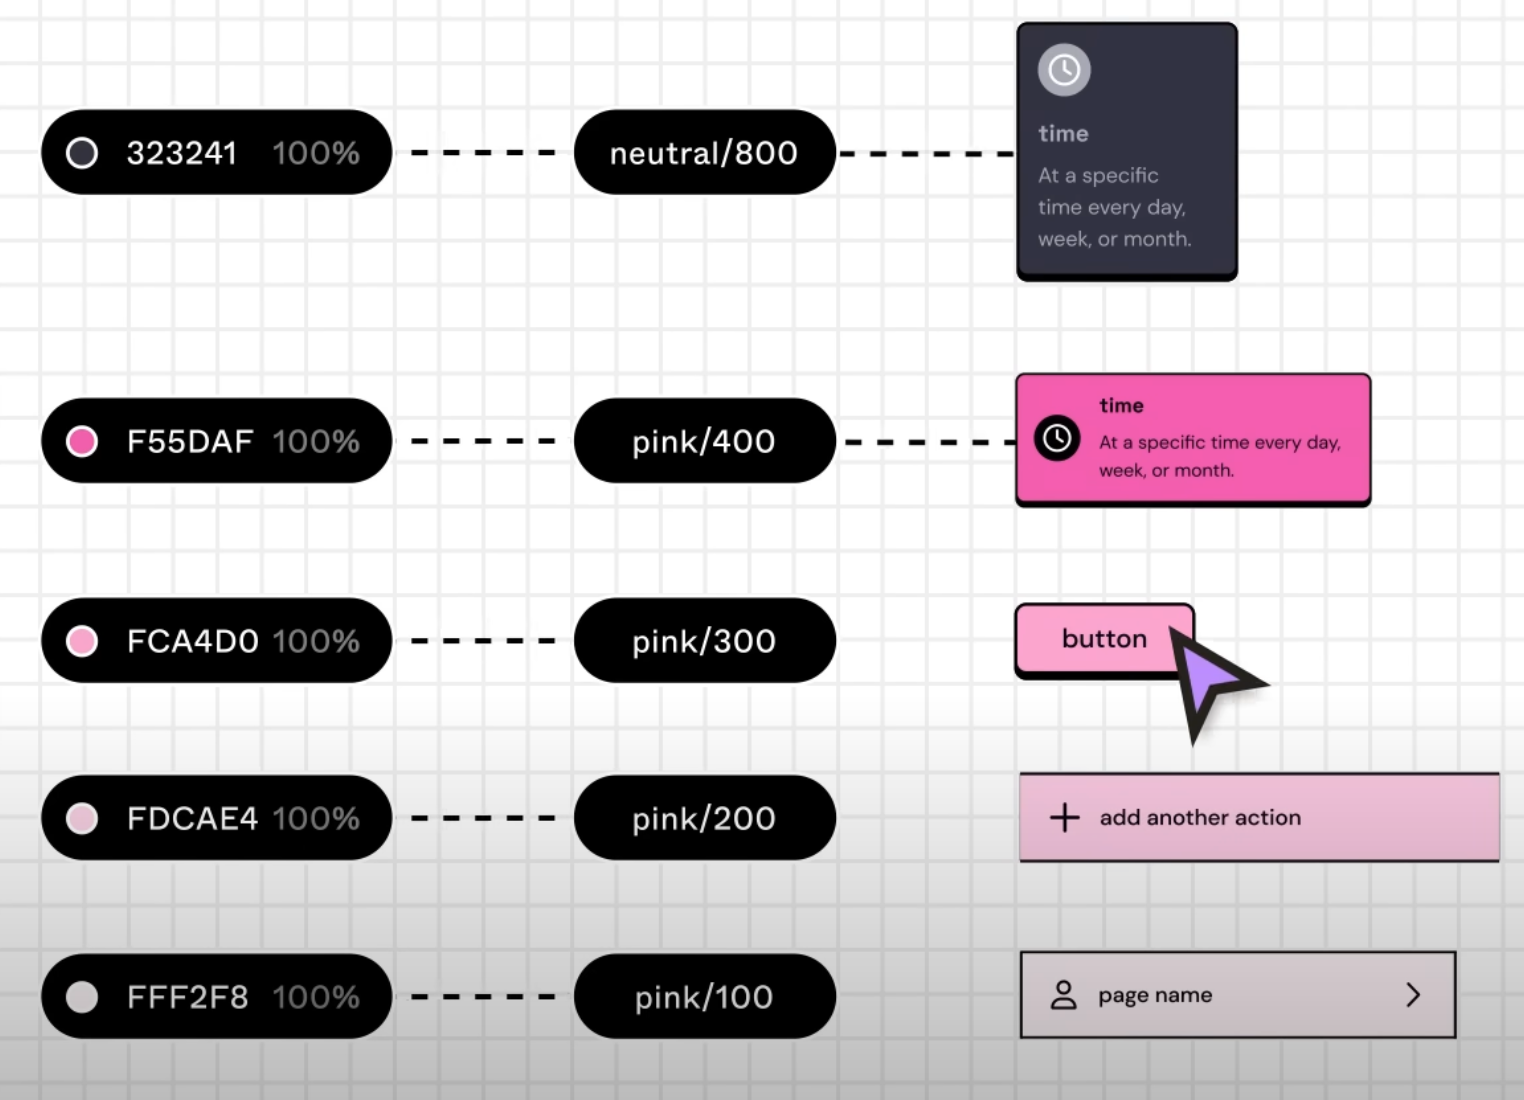 323241 100%
neutral/800
time
At a specific
time every day,
week, or month.
F55DAF 100%
pink/400
time
At a specific time every day,
week, or month.
FCA4D0 100%
pink/300
button
FDCAE4 100%
pink/200
add another action
FFF2F8 100%
pink/100
page name